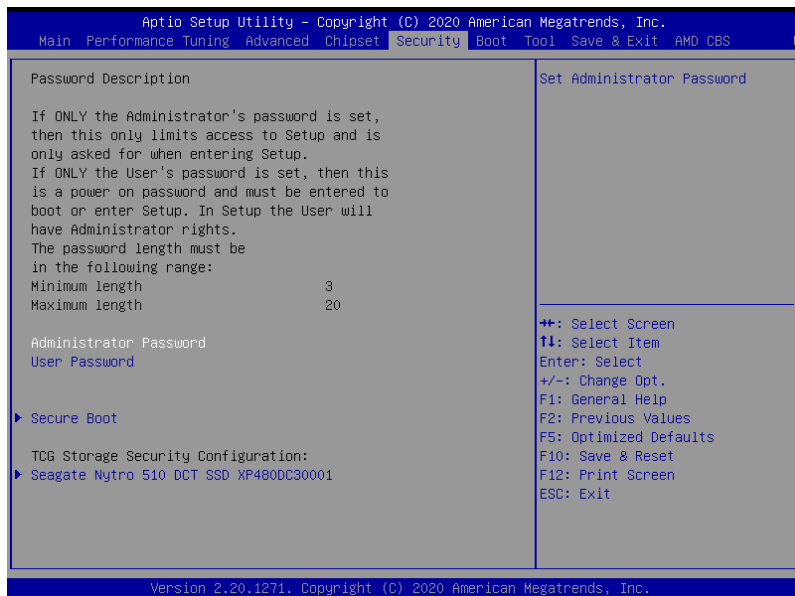 Aptio Setup Utility – Copyright (C) 2020 American Megatrends, Inc.
Main Performance Tuning Advanced Chipset Security Boot Tool Save & Exit AMD CBS
Password Description
If ONLY the Administrator's password is set,
then this only limits access to Setup and is
only asked for when entering Setup.
If ONLY the User's password is set, then this
is a power on password and must be entered to
boot or enter Setup. In Setup the User will
have Administrator rights.
The password length must be
in the following range:
Minimum length 3
Maximum length 20
Administrator Password
User Password
Secure Boot
TCG Storage Security Configuration:
Seagate Nytro 510 DCT SSD XP480DC30001
Set Administrator Password
→←: Select Screen
↑↓: Select Item
Enter: Select
+/-: Change Opt.
F1: General Help
F2: Previous Values
F5: Optimized Defaults
F10: Save & Reset
F12: Print Screen
ESC: Exit
Version 2.20.1271. Copyright (C) 2020 American Megatrends, Inc.